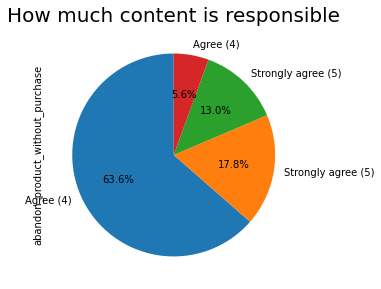 How much content is responsible
Agree (4)
Strongly agree (5)
5.6%
13.0%
17.8%
Strongly agree (5)
63.6%
Agree (4)
abandon_product_without_purchase